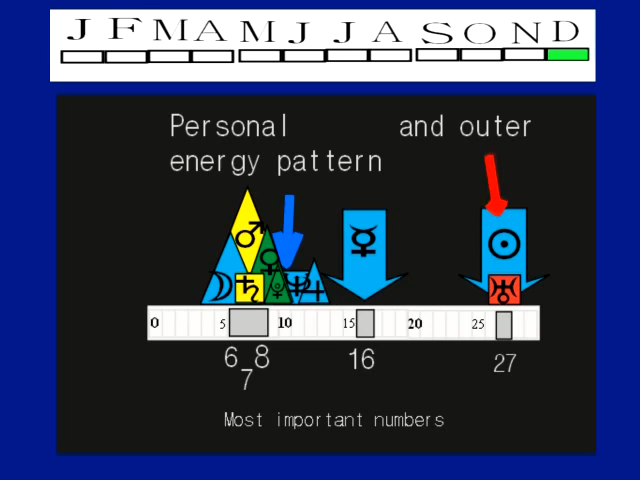 J F M A M J J A S O N D
Personal and outer
energy pattern
♂
♀
☽ ♄ ♆ ♃ ☿ ☉ ♅
0 5 10 15 20 25
6 8 16 27
7
Most important numbers